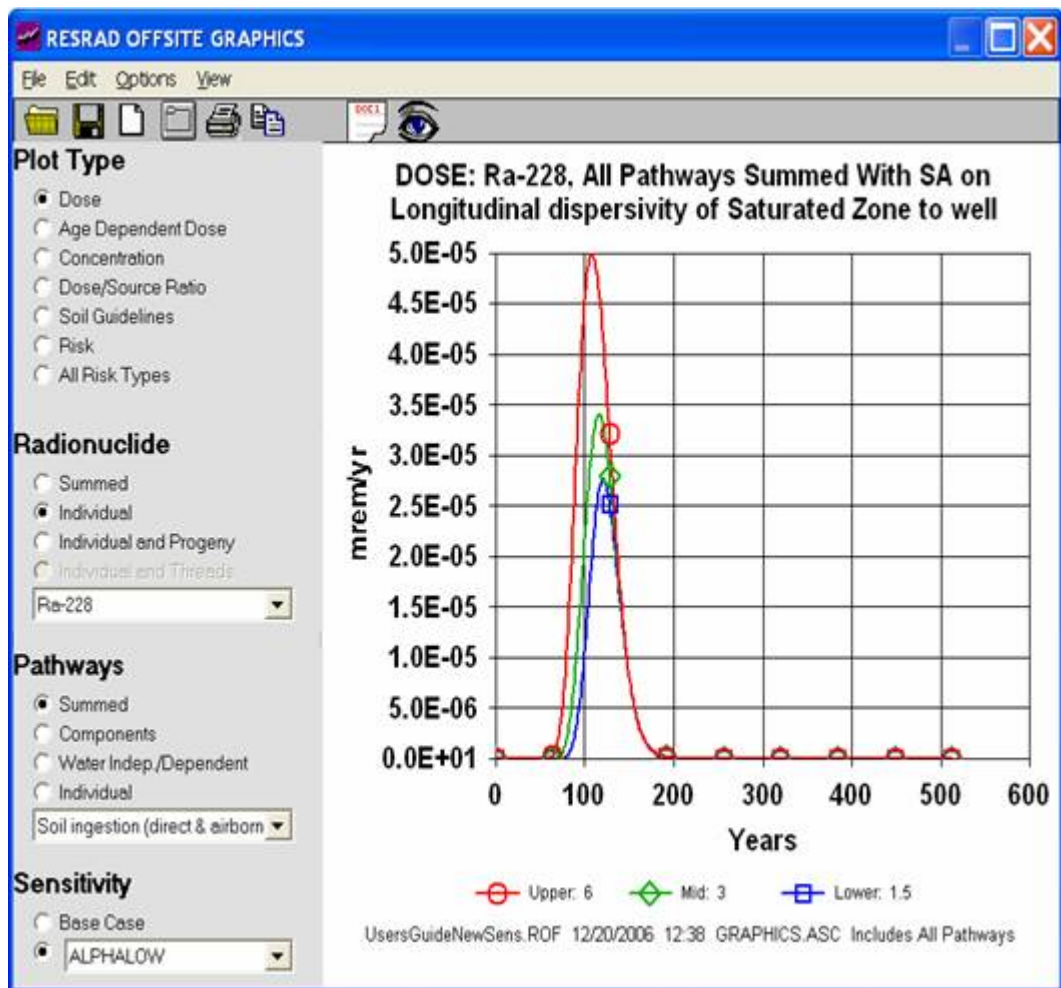 RESRAD OFFSITE GRAPHICS
File Edit Options View
DOC1
Plot Type
Dose
Age Dependent Dose
Concentration
Dose/Source Ratio
Soil Guidelines
Risk
All Risk Types
Radionuclide
Summed
Individual
Individual and Progeny
Individual and Threads
Ra-228
Pathways
Summed
Components
Water Indep./Dependent
Individual
Soil ingestion (direct & airborn
Sensitivity
Base Case
ALPHALOW
DOSE: Ra-228, All Pathways Summed With SA on
Longitudinal dispersivity of Saturated Zone to well
5.0E-05
4.5E-05
4.0E-05
3.5E-05
3.0E-05
2.5E-05
2.0E-05
1.5E-05
1.0E-05
5.0E-06
0.0E+01
mrem/yr
0 100 200 300 400 500 600
Years
Upper: 6 Mid: 3 Lower: 1.5
UsersGuideNewSens.ROF 12/20/2006 12:38 GRAPHICS.ASC Includes All Pathways